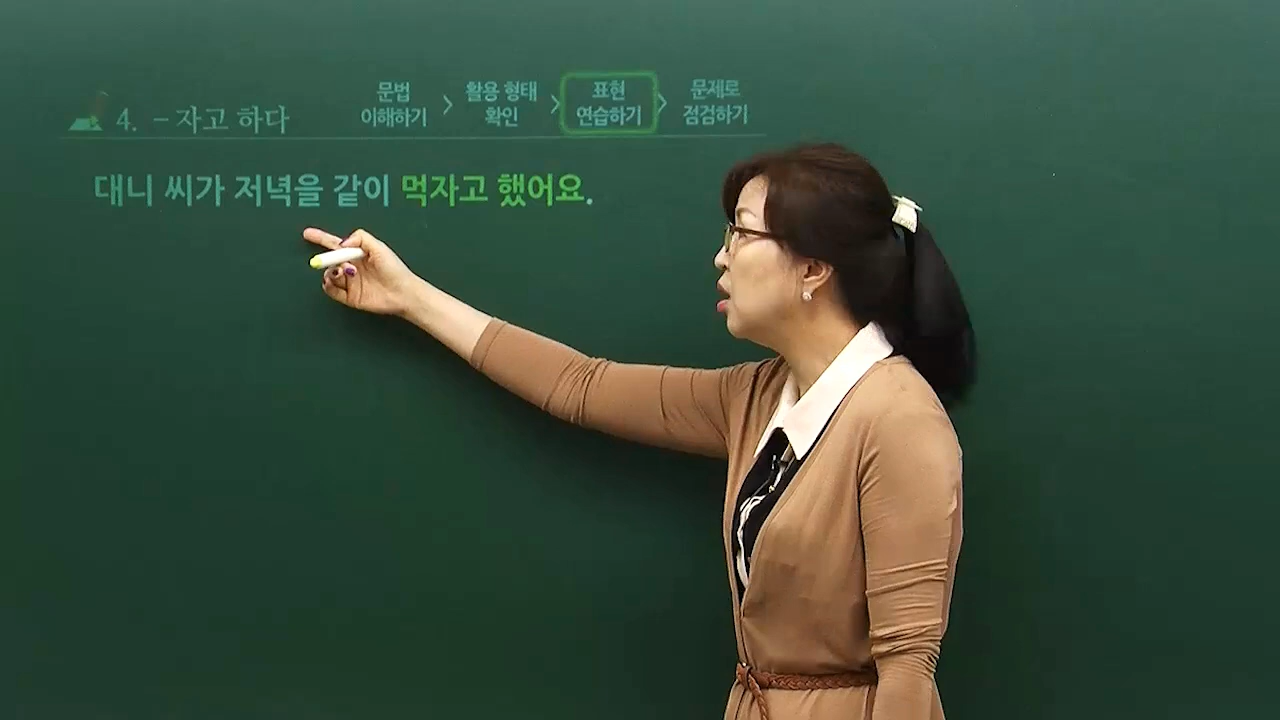 4. －자고 하다
문법 이해하기 > 활용 형태 확인 > 표현 연습하기 > 문제로 점검하기
대니 씨가 저녁을 같이 먹자고 했어요.